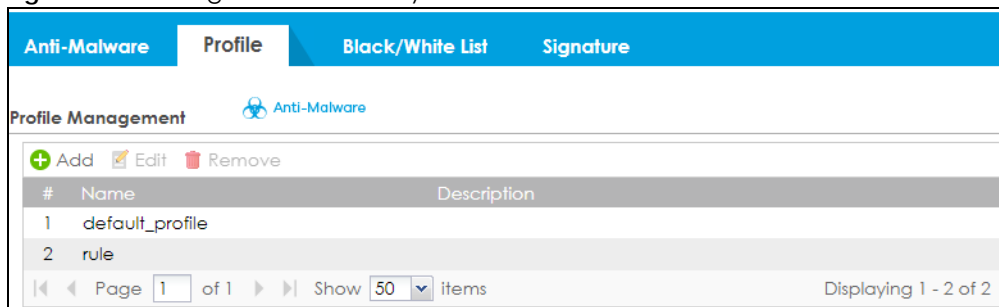 Anti-Malware Profile Black/White List Signature
Profile Management Anti-Malware
Add Edit Remove
# Name Description
1 default_profile
2 rule
Page 1 of 1 Show 50 items Displaying 1 - 2 of 2